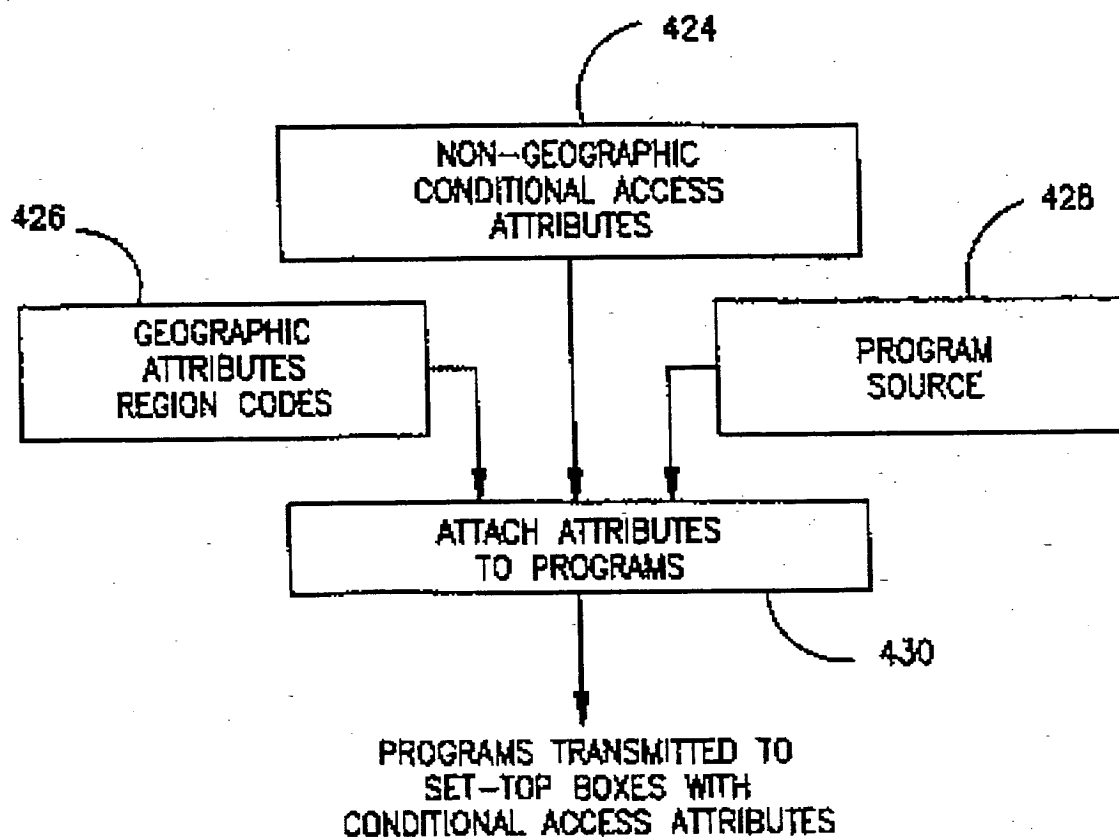 424
NON-GEOGRAPHIC
CONDITIONAL ACCESS
ATTRIBUTES
426
GEOGRAPHIC
ATTRIBUTES
REGION CODES
428
PROGRAM
SOURCE
ATTACH ATTRIBUTES
TO PROGRAMS
430
PROGRAMS TRANSMITTED TO
SET-TOP BOXES WITH
CONDITIONAL ACCESS ATTRIBUTES